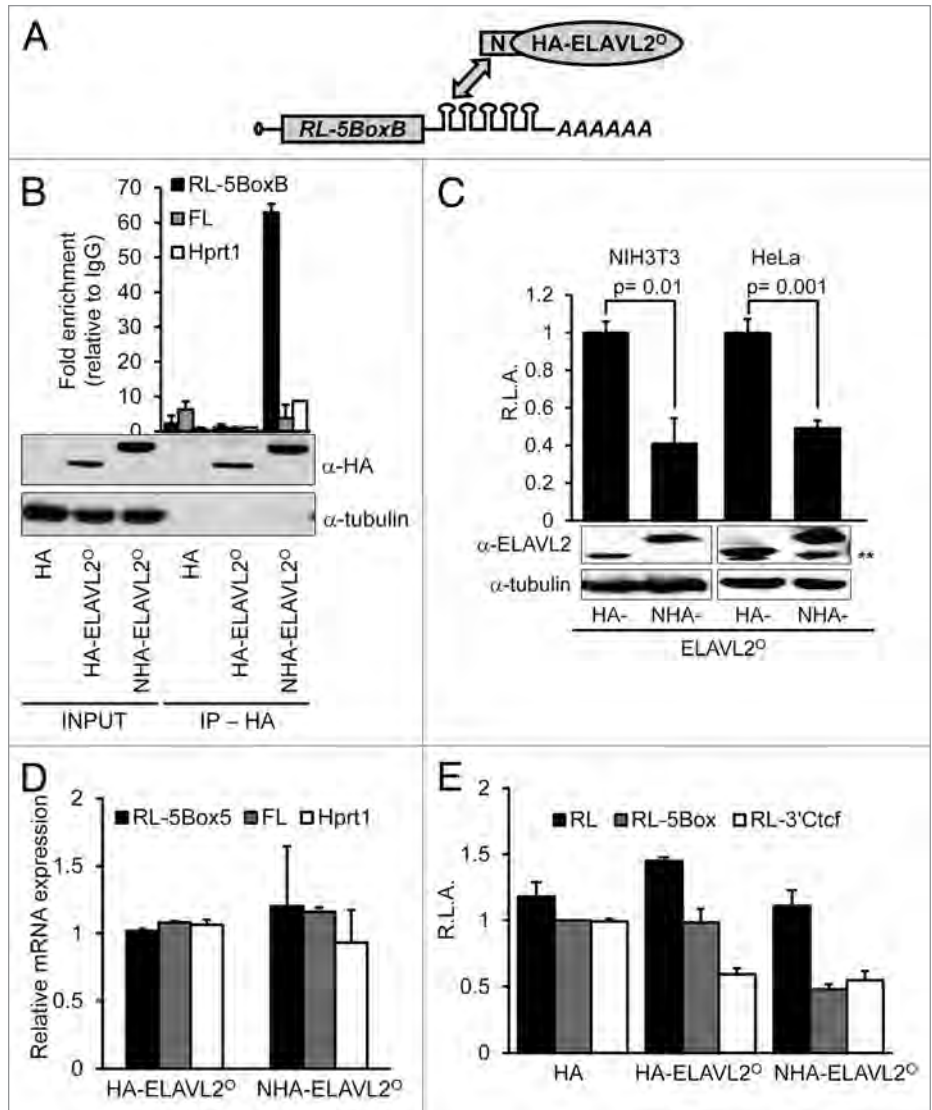 A
N HA-ELAVL2O
RL-5BoxB AAAAAA
B
RL-5BoxB
FL
Hprt1
Fold enrichment
(relative to IgG)
70
60
50
40
30
20
10
0
α-HA
α-tubulin
HA
HA-ELAVL2O
NHA-ELAVL2O
HA
HA-ELAVL2O
NHA-ELAVL2O
INPUT IP – HA
C
NIH3T3 HeLa
p= 0.01 p= 0.001
R.L.A.
1.2
1
0.8
0.6
0.4
0.2
0
α-ELAVL2 **
α-tubulin
HA- NHA- HA- NHA-
ELAVL2O
D
RL-5Box5 FL Hprt1
Relative mRNA expression
2
1.5
1
0.5
0
HA-ELAVL2O NHA-ELAVL2O
E
RL RL-5Box RL-3'Ctcf
R.L.A.
2
1.5
1
0.5
0
HA HA-ELAVL2O NHA-ELAVL2O